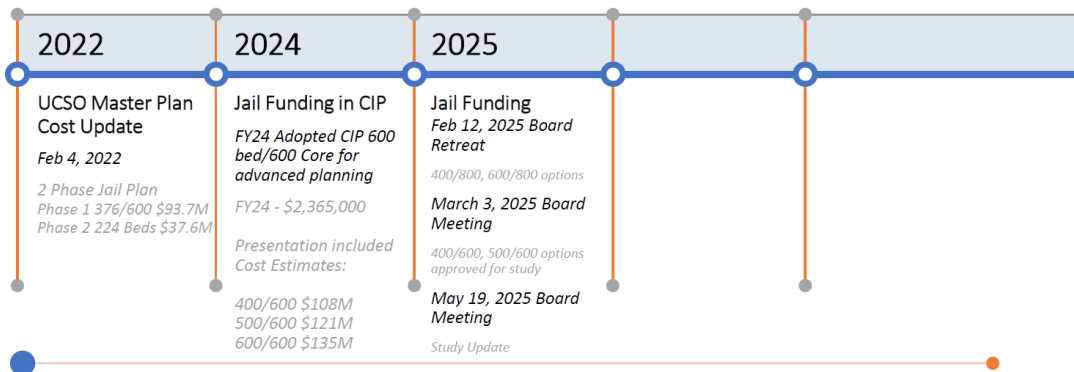 2022
UCSO Master Plan
Cost Update
Feb 4, 2022
2 Phase Jail Plan
Phase 1 376/600 $93.7M
Phase 2 224 Beds $37.6M
2024
Jail Funding in CIP
FY24 Adopted CIP 600
bed/600 Core for
advanced planning
FY24 - $2,365,000
Presentation included
Cost Estimates:
400/600 $108M
500/600 $121M
600/600 $135M
2025
Jail Funding
Feb 12, 2025 Board
Retreat
400/800, 600/800 options
March 3, 2025 Board
Meeting
400/600, 500/600 options
approved for study
May 19, 2025 Board
Meeting
Study Update